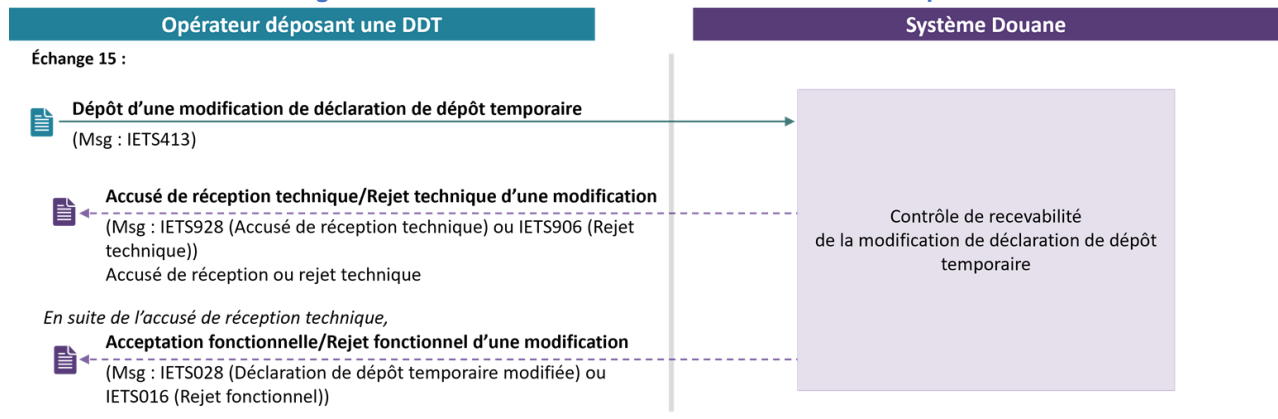 Opérateur déposant une DDT
Système Douane
Échange 15 :
Dépôt d’une modification de déclaration de dépôt temporaire
(Msg : IETS413)
Accusé de réception technique/Rejet technique d’une modification
(Msg : IETS928 (Accusé de réception technique) ou IETS906 (Rejet
technique))
Accusé de réception ou rejet technique
En suite de l’accusé de réception technique,
Acceptation fonctionnelle/Rejet fonctionnel d’une modification
(Msg : IETS028 (Déclaration de dépôt temporaire modifiée) ou
IETS016 (Rejet fonctionnel))
Contrôle de recevabilité
de la modification de déclaration de dépôt
temporaire